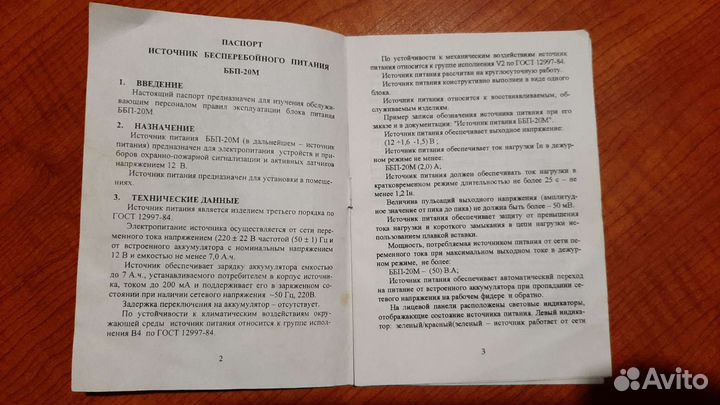 ПАСПОРТ
ИСТОЧНИК БЕСПЕРЕБОЙНОГО ПИТАНИЯ
ББП-20М
1. ВВЕДЕНИЕ
Настоящий паспорт предназначен для изучения обслужи-
вающим персоналом правил эксплуатации блока питания
ББП-20М.
2. НАЗНАЧЕНИЕ
Источник питания ББП-20М (в дальнейшем – источник
питания) предназначен для электропитания устройств и при-
боров охранно-пожарной сигнализации и активных датчиков
напряжением 12 В.
Источник питания предназначен для установки в помеще-
ниях.
3. ТЕХНИЧЕСКИЕ ДАННЫЕ
Источник питания является изделием третьего порядка по
ГОСТ 12997-84.
Электропитание источника осуществляется от сети пере-
менного тока напряжением (220 ± 22 В частотой (50 ± 1) Гц и
от встроенного аккумулятора с номинальным напряжением
12 В и емкостью не менее 7,0 А.ч.
Источник обеспечивает зарядку аккумулятора емкостью
до 7 А.ч., устанавливаемого потребителем в корпусе источни-
ка, током до 200 мА и поддерживает его в заряженном со-
стоянии при наличии сетевого напряжения ~50 Гц, 220В.
Задержка переключения на аккумулятор – отсутствует.
По устойчивости к климатическим воздействиям окру-
жающей среды источник питания относится к группе испол-
нения В4 по ГОСТ 12997-84.
2
По устойчивости к механическим воздействиям источник
питания относится к группе исполнения V2 по ГОСТ 12997-84.
Источник питания рассчитан на круглосуточную работу.
Источник питания конструктивно выполнен в виде одного
блока.
Источник питания относится к восстанавливаемым, об-
служиваемым изделиям.
Пример записи обозначения источника питания при его
заказе и в документации: "Источник питания ББП-20М".
Источник питания обеспечивает выходное напряжение:
(12 +1,6 -1,5) В ;
Источник питания обеспечивает ток нагрузки Iн в дежур-
ном режиме не менее:
ББП-20М (2,0) А;
Источник питания должен обеспечивать ток нагрузки в
кратковременном режиме длительностью не более 25 с – не
менее 1,2 Iн.
Величина пульсаций выходного напряжения (амплитуд-
ное значение от пика до пика) не должна быть более – 50 мВ.
Источник питания обеспечивает защиту от превышения
тока нагрузки и короткого замыкания в цепи нагрузки ис-
пользованием плавкой вставки.
Мощность, потребляемая источником питания от сети пе-
ременного тока при максимальном выходном токе в дежурн-
ном режиме, не более:
ББП-20М – (50) В.А;
Источник питания обеспечивает автоматический переход
на питание от встроенного аккумулятора при пропадании се-
тевого напряжения на рабочем фидере и обратно.
На лицевой панели расположены световые индикаторы,
отображающие состояние источника питания. Левый индика-
тор: зеленый/красный(зеленый – источник работает от сети
3
Avito